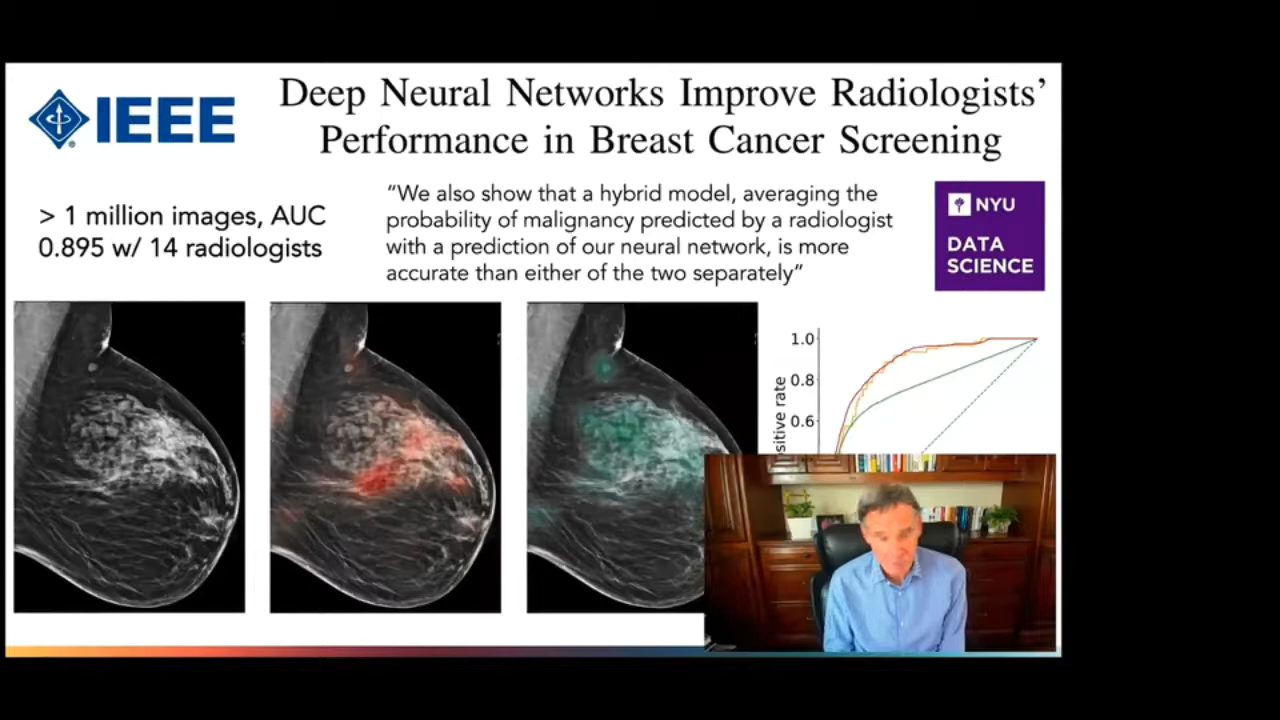 IEEE
Deep Neural Networks Improve Radiologists’
Performance in Breast Cancer Screening
> 1 million images, AUC
0.895 w/ 14 radiologists
“We also show that a hybrid model, averaging the
probability of malignancy predicted by a radiologist
with a prediction of our neural network, is more
accurate than either of the two separately”
NYU
DATA
SCIENCE
1.0
0.8
0.6
sitive rate